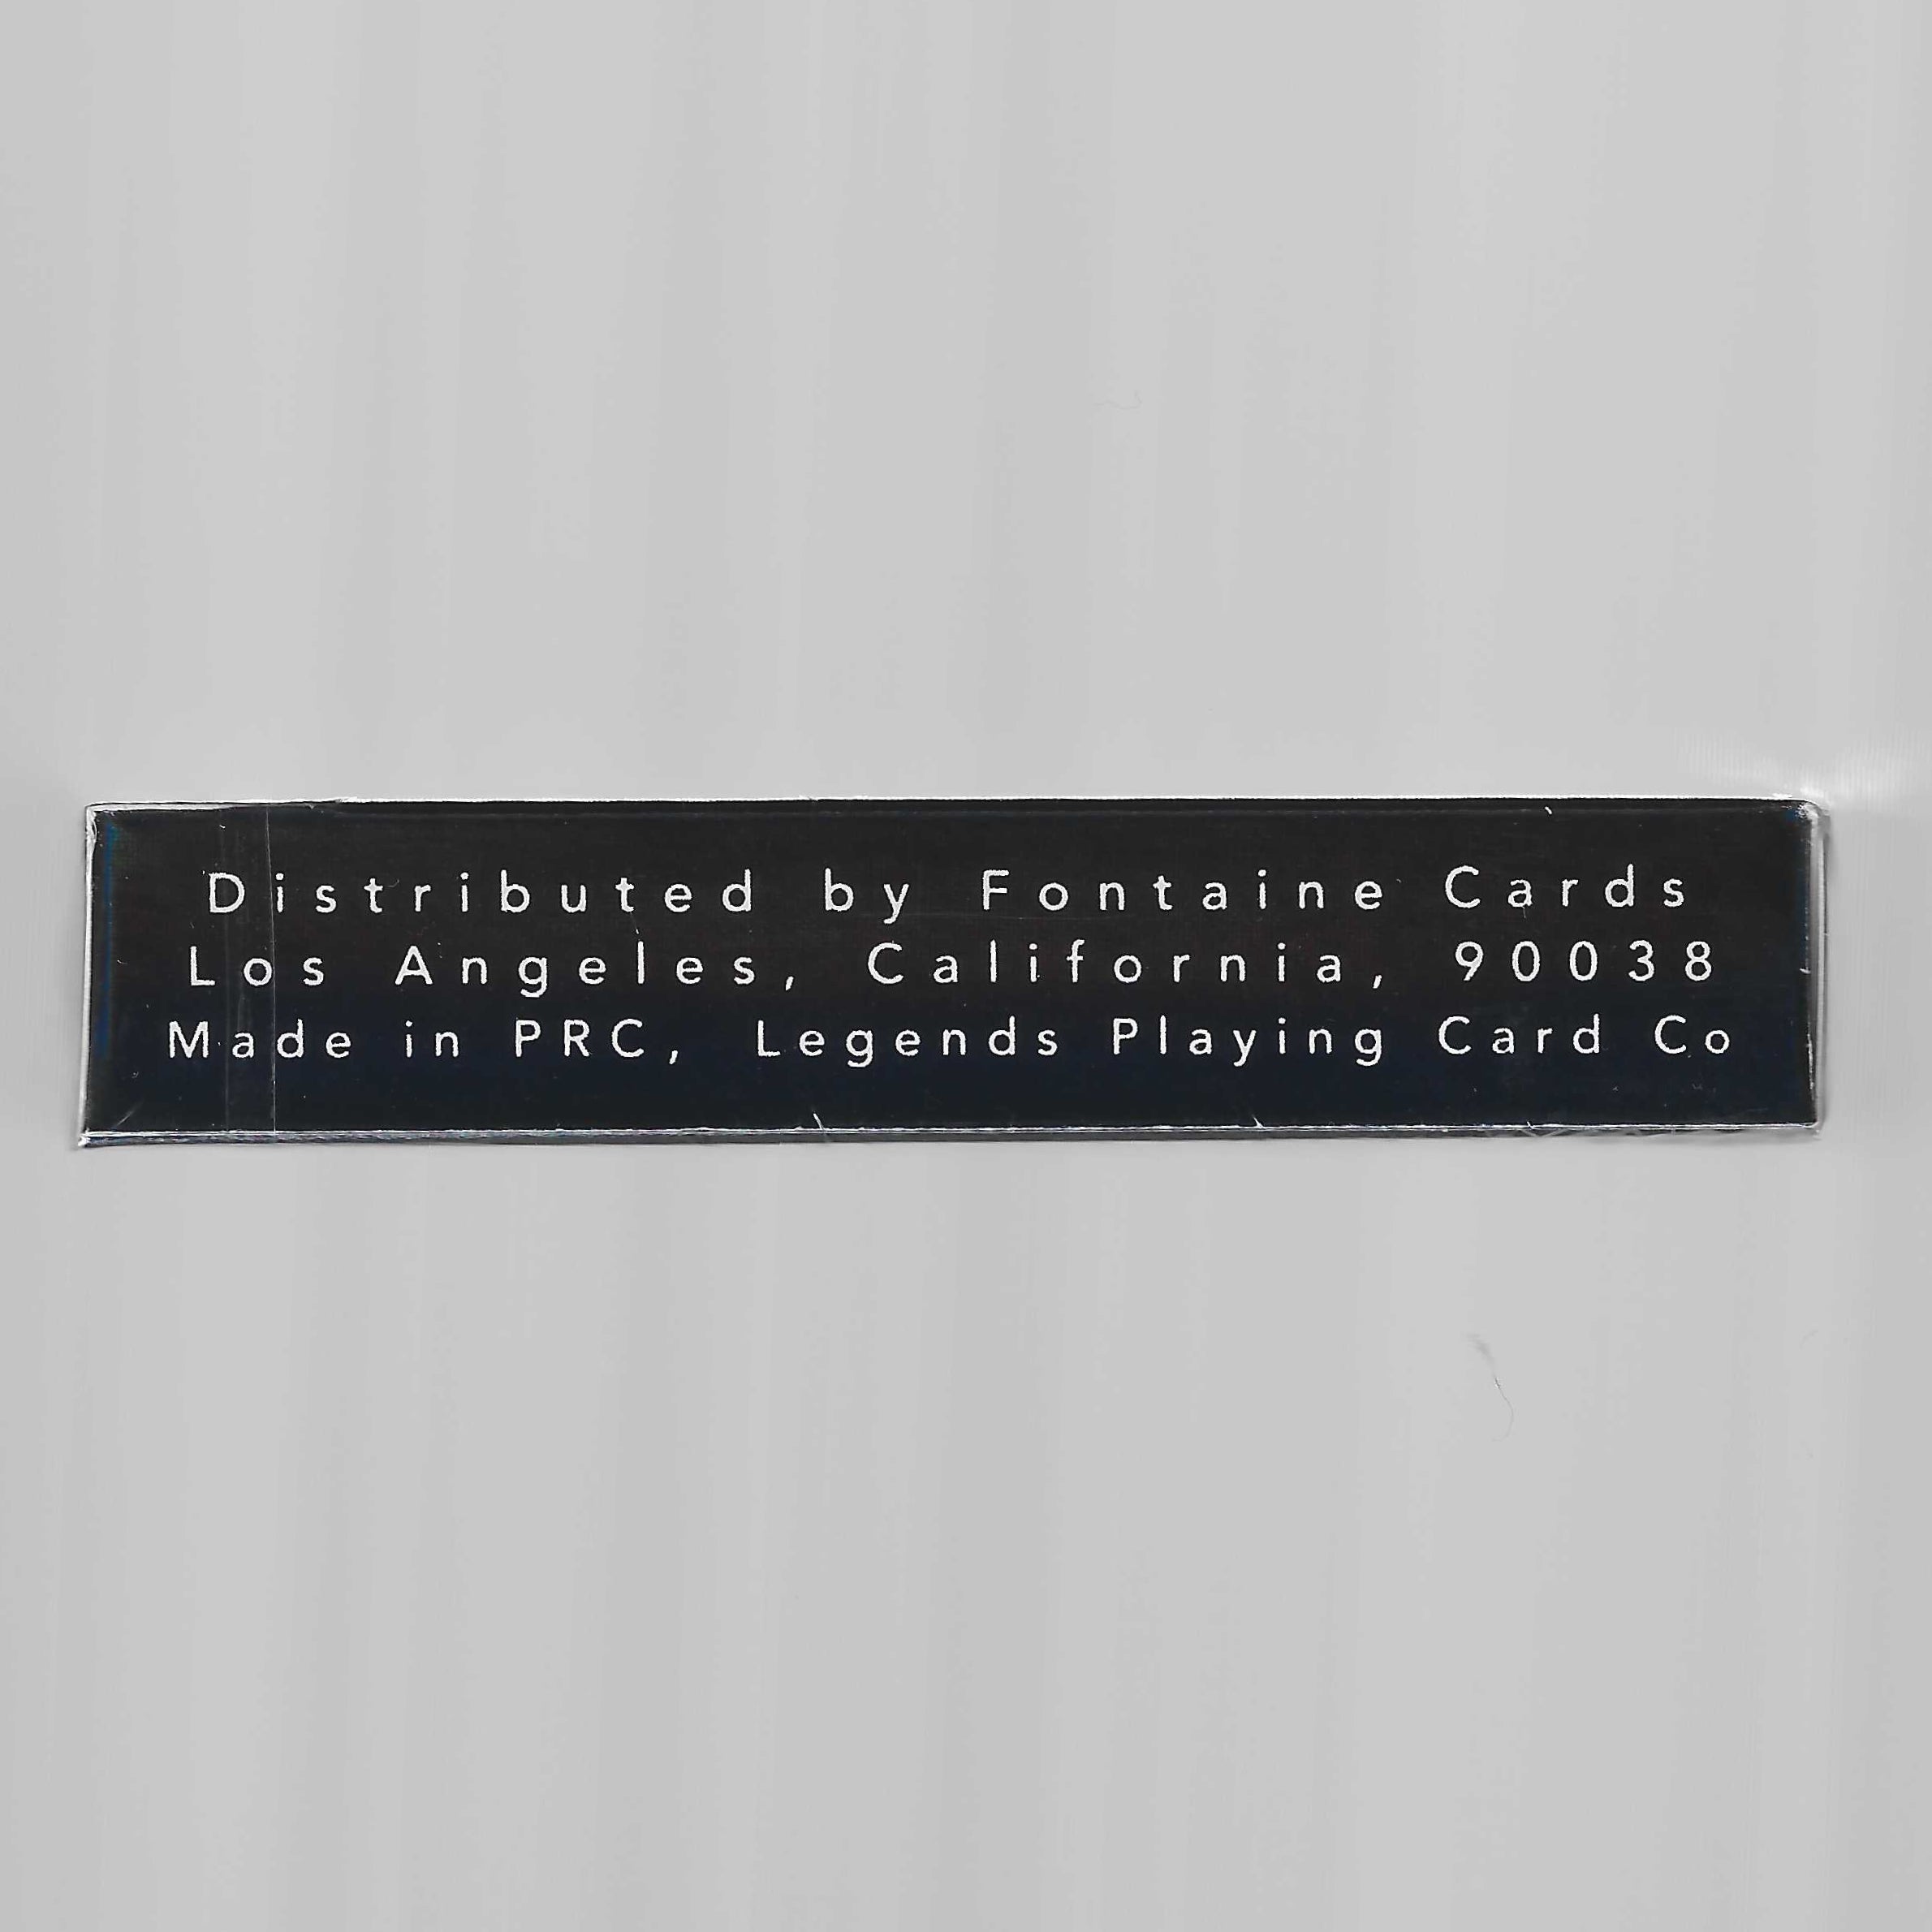 Distributed by Fontaine Cards
Los Angeles, California, 90038
Made in PRC, Legends Playing Card Co